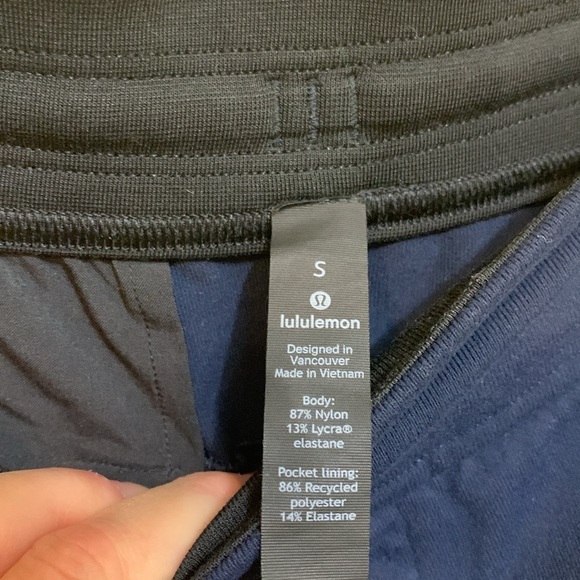 S
lululemon
Designed in
Vancouver
Made in Vietnam
Body:
87% Nylon
13% Lycra®
elastane
Pocket lining:
86% Recycled
polyester
14% Elastane